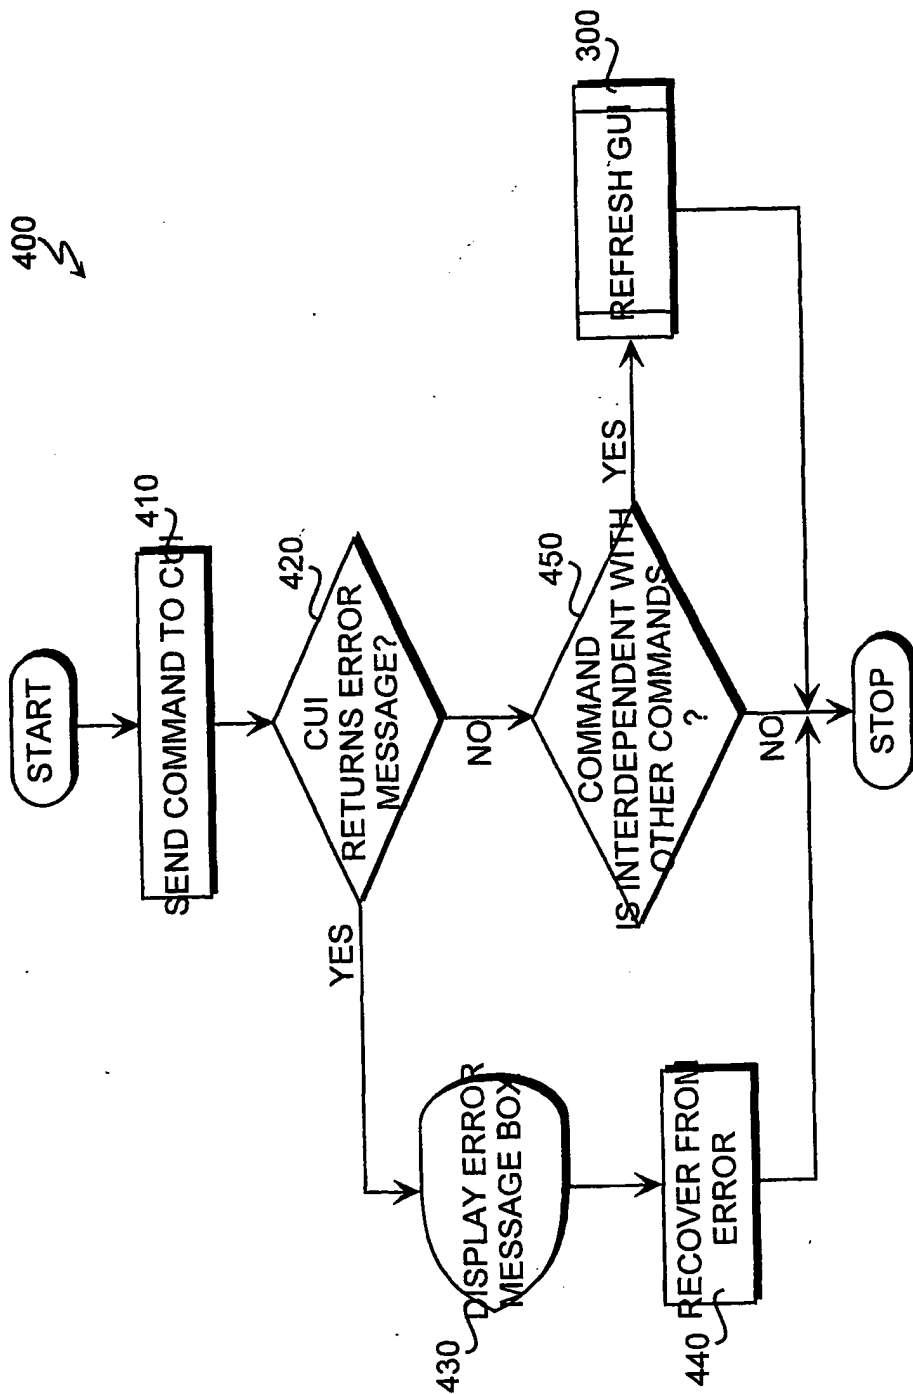 400
START
SEND COMMAND TO CUI
410
CUI
RETURNS ERROR
MESSAGE?
420
YES
NO
DISPLAY ERROR
MESSAGE BOX
430
RECOVER FROM
ERROR
440
COMMAND
IS INTERDEPENDENT WITH
OTHER COMMANDS
?
450
YES
NO
REFRESH GUI
300
STOP